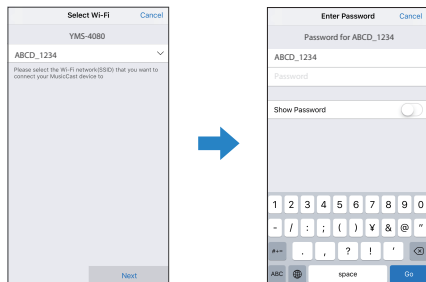 Select Wi-Fi
Cancel
YMS-4080
ABCD_1234
Please select the Wi-Fi network(SSID) that you want to
connect your MusicCast device to
Next
Enter Password
Cancel
Password for ABCD_1234
ABCD_1234
Password
Show Password
1 2 3 4 5 6 7 8 9 0
- / : ; ( ) ¥ & @ "
#+= . , ? ! '
ABC space Go